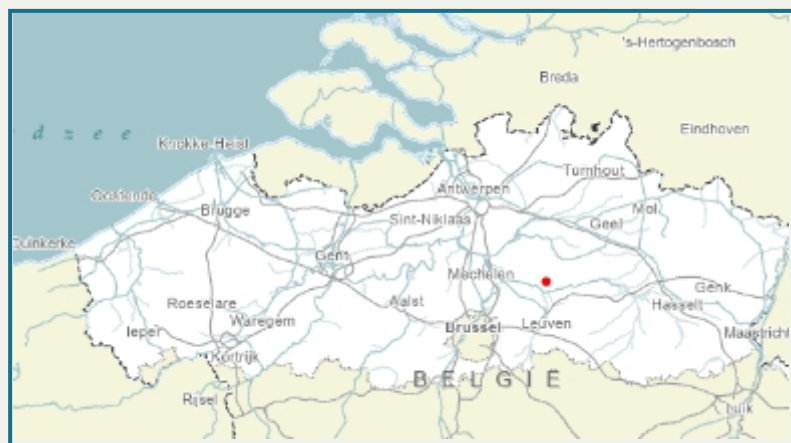 's-Hertogenbosch
Breda
Eindhoven
d z e e
Knokke-Heist
Turnhout
Oostende
Antwerpen
Brugge
Sint-Niklaas
Mol
Geel
Duinkerke
Gent
Mechelen
Genk
Roeselare
Aalst
Hasselt
Ieper
Waregem
Brussel
Leuven
Maastricht
Kortrijk
BELGIË
Rijsel
Luik